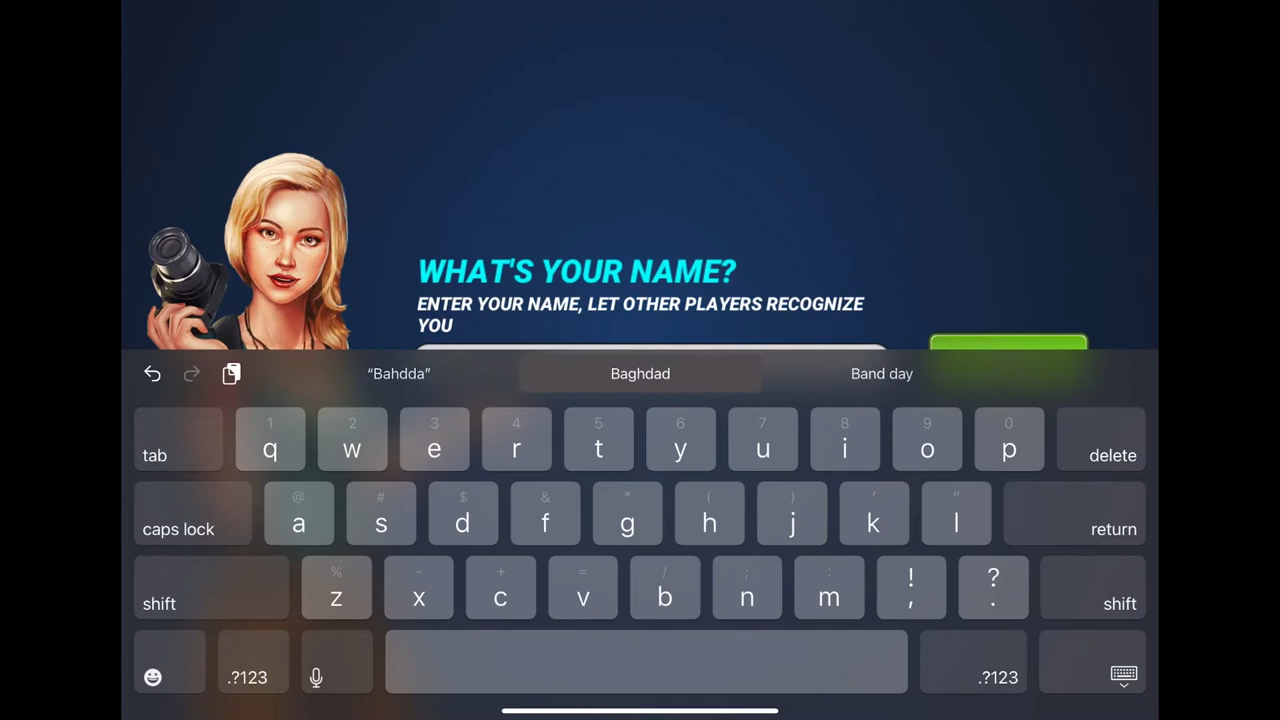 WHAT'S YOUR NAME?
ENTER YOUR NAME, LET OTHER PLAYERS RECOGNIZE
YOU
“Bahdda” Baghdad Band day
1 2 3 4 5 6 7 8 9 0
tab q w e r t y u i o p delete
@ # $ & * ( ) ' "
caps lock a s d f g h j k l return
% - + = / ; : ! ?
shift z x c v b n m , . shift
.?123 .?123